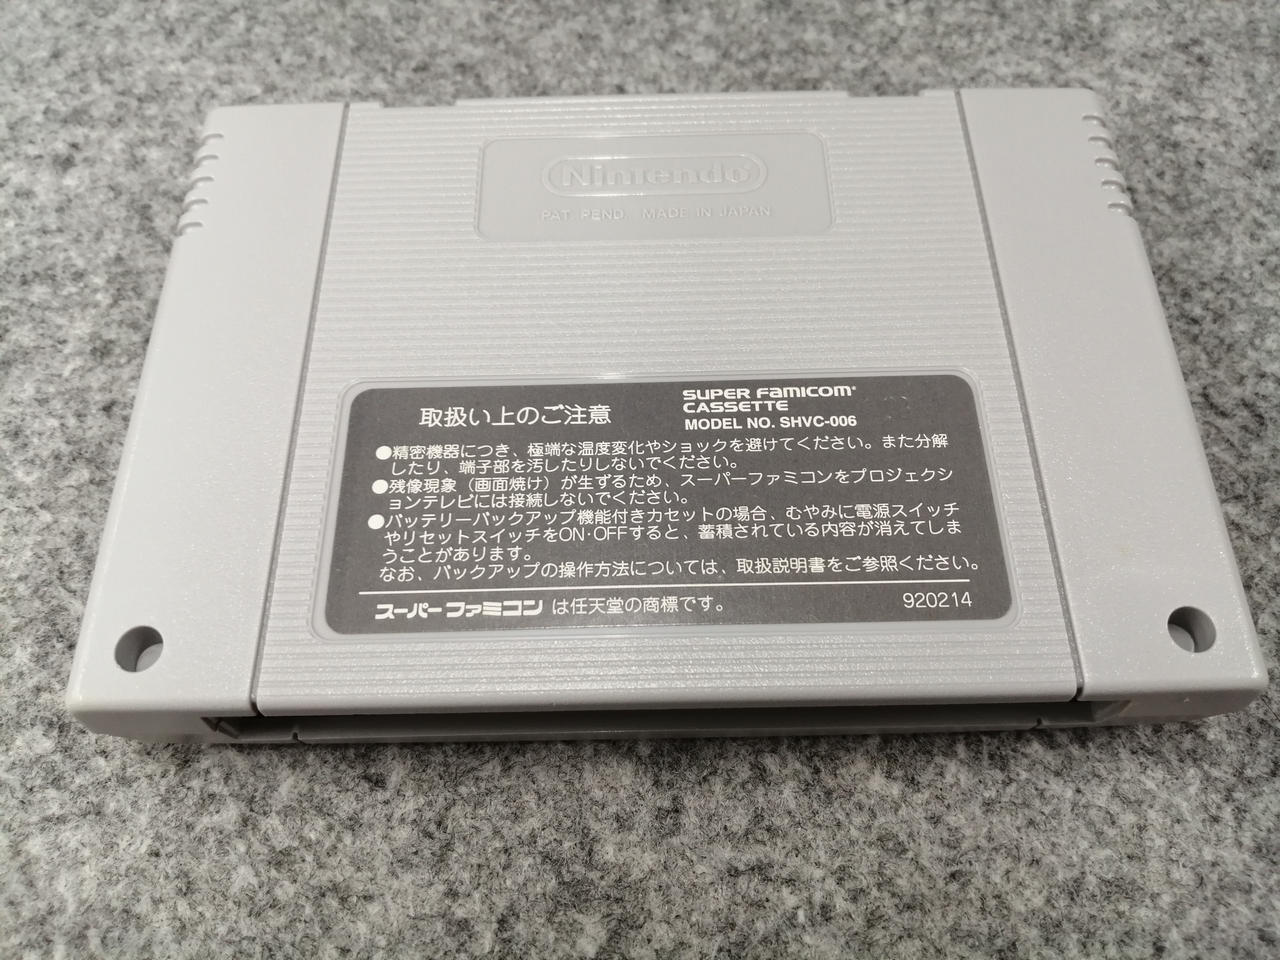 Nintendo
PAT. PEND. MADE IN JAPAN
取扱い上のご注意
SUPER FAMICOM
CASSETTE
MODEL NO. SHVC-006
●精密機器につき、極端な温度変化やショックを避けてください。また分解
したり、端子部を汚したりしないでください。
●残像現象（画面焼け）が生ずるため、スーパーファミコンをプロジェクシ
ョンテレビには接続しないでください。
●バッテリーバックアップ機能付きカセットの場合、むやみに電源スイッチ
やリセットスイッチをON・OFFすると、蓄積されている内容が消えてしま
うことがあります。
なお、バックアップの操作方法については、取扱説明書をご参照ください。
スーパーファミコン は任天堂の商標です。
920214